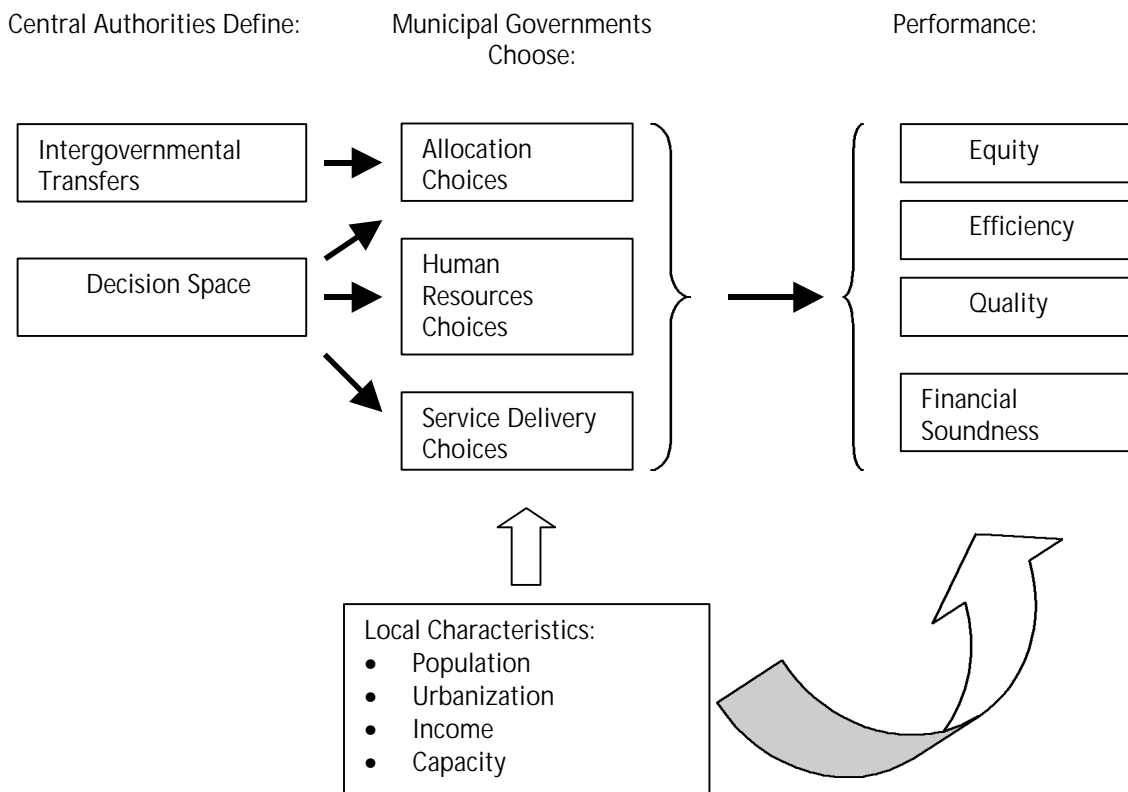 Central Authorities Define:
Municipal Governments
Choose:
Performance:
Intergovernmental
Transfers
Decision Space
Allocation
Choices
Human
Resources
Choices
Service Delivery
Choices
Equity
Efficiency
Quality
Financial
Soundness
Local Characteristics:
• Population
• Urbanization
• Income
• Capacity